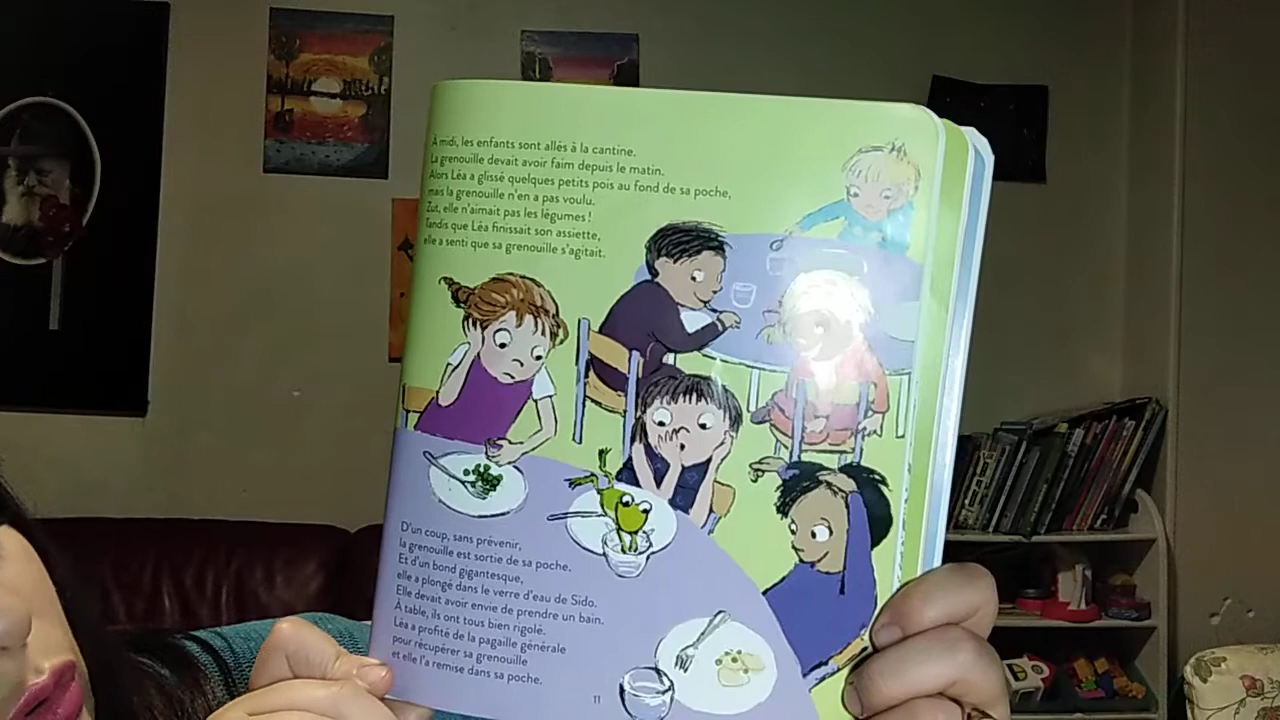 À midi, les enfants sont allés à la cantine.
La grenouille devait avoir faim depuis le matin.
Alors Léa a glissé quelques petits pois au fond de sa poche,
mais la grenouille n'en a pas voulu.
Zut, elle n'aimait pas les légumes !
Tandis que Léa finissait son assiette,
elle a senti que sa grenouille s'agitait.
D'un coup, sans prévenir,
la grenouille est sortie de sa poche.
Et d'un bond gigantesque,
elle a plongé dans le verre d'eau de Sido.
Elle devait avoir envie de prendre un bain.
À table, ils ont tous bien rigolé.
Léa a profité de la pagaille générale
pour récupérer sa grenouille
et elle l'a remise dans sa poche.
11